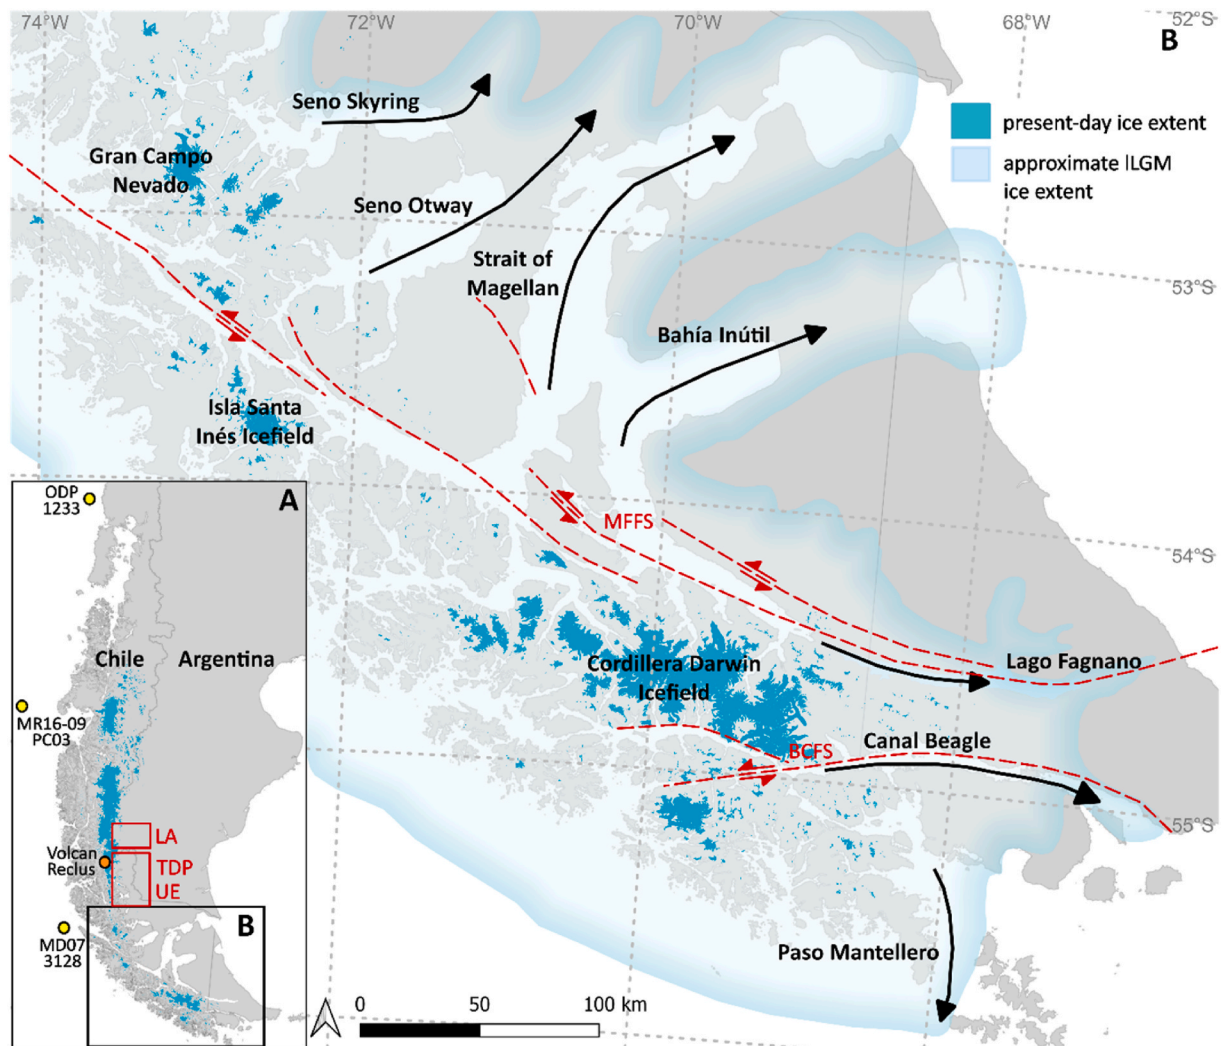 74°W
72°W
70°W
68°W
52°S
B
Seno Skyring
present-day ice extent
approximate lLGM
ice extent
Gran Campo
Nevado
Seno Otway
Strait of
Magellan
53°S
Bahía Inútil
Isla Santa
Inés Icefield
MFFS
54°S
Cordillera Darwin
Icefield
Lago Fagnano
BCFS
Canal Beagle
55°S
Paso Mantellero
0
50
100 km
A
ODP
1233
Chile
Argentina
MR16-09
PC03
LA
Volcan
Reclus
TDP
UE
B
MD07
3128